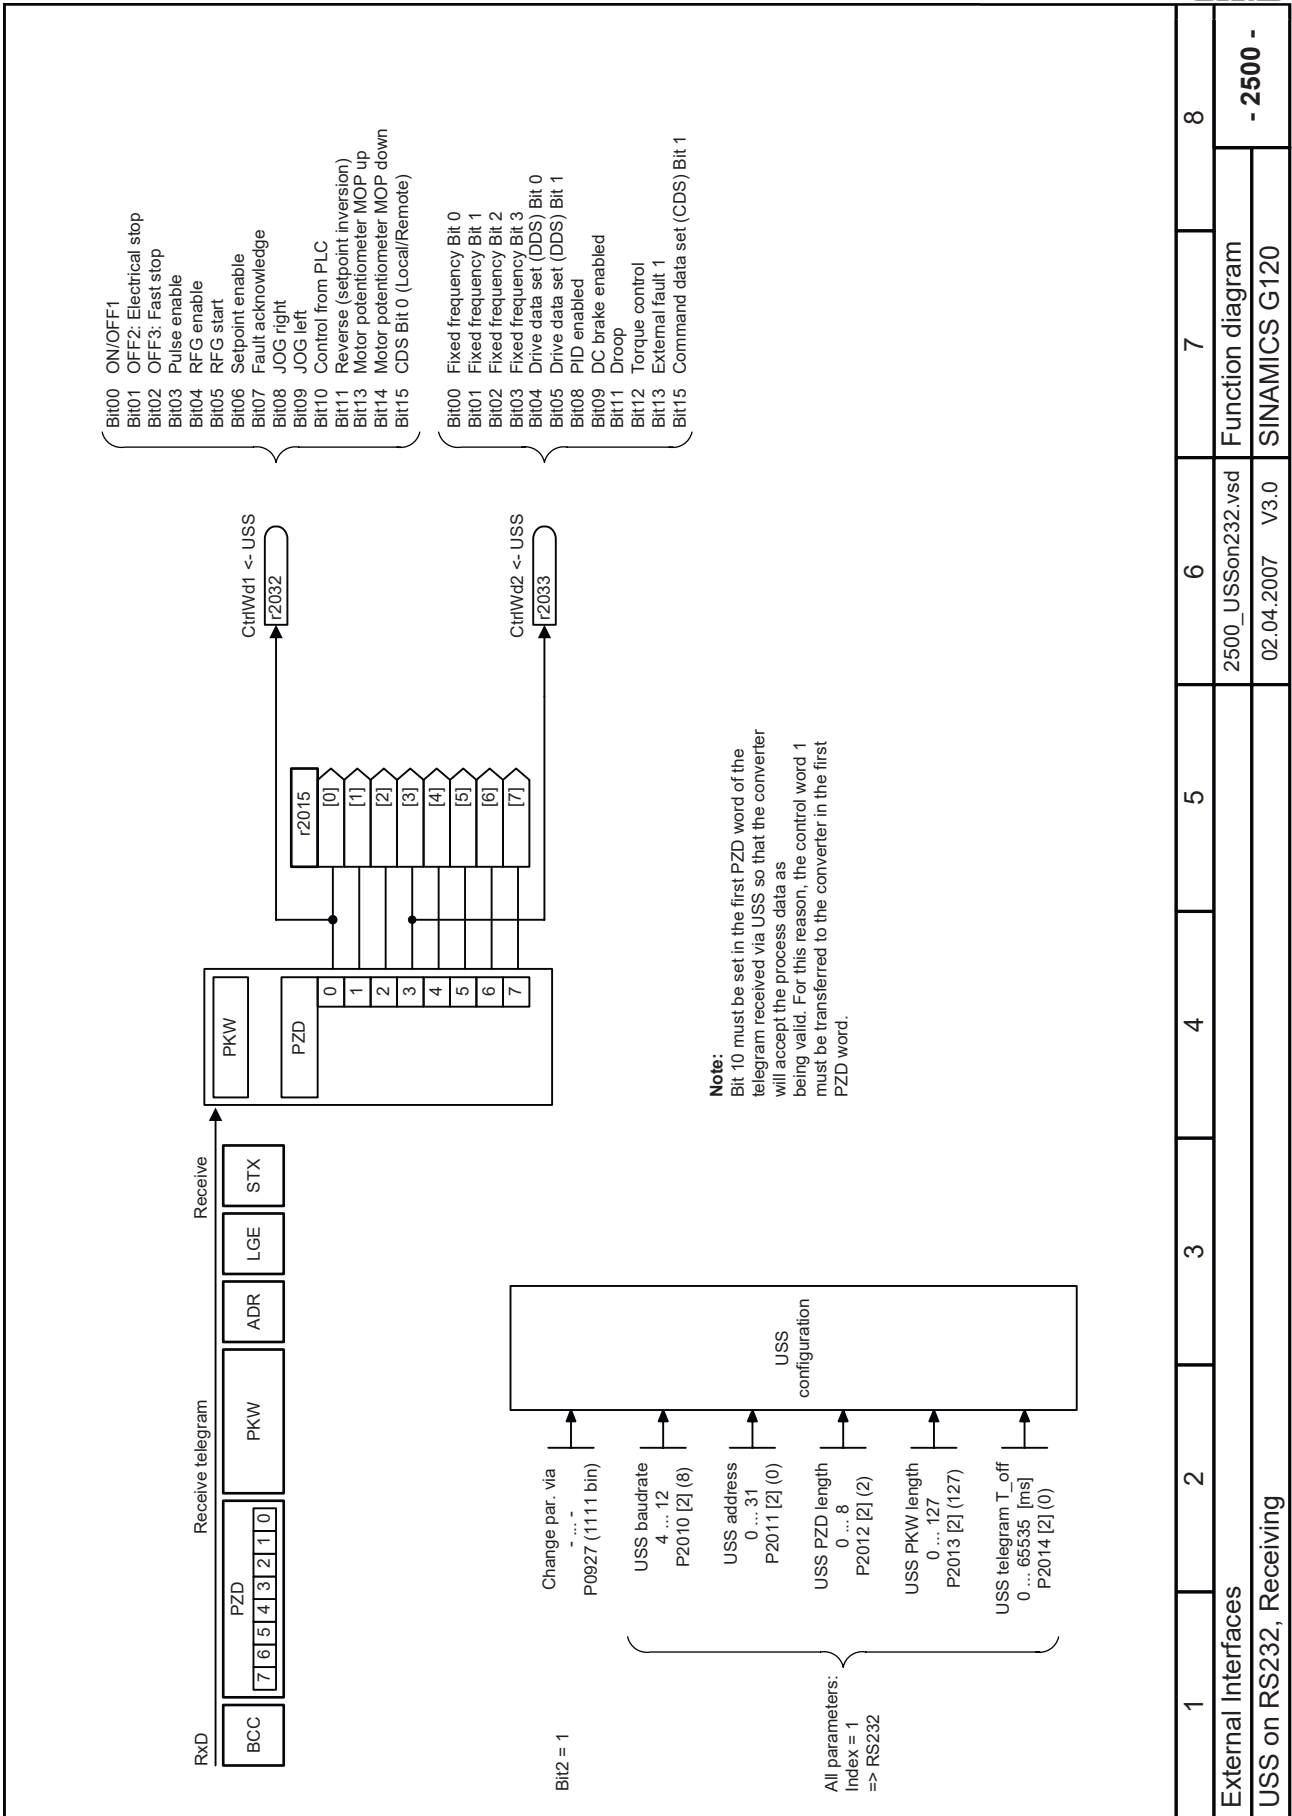 RxD
Receive telegram
Receive
BCC
PZD
7 6 5 4 3 2 1 0
PKW
ADR
LGE
STX
PKW
PZD
0
1
2
3
4
5
6
7
r2015
[0]
[1]
[2]
[3]
[4]
[5]
[6]
[7]
CtrlWd1 <- USS
r2032
CtrlWd2 <- USS
r2033
Bit00 ON/OFF1
Bit01 OFF2: Electrical stop
Bit02 OFF3: Fast stop
Bit03 Pulse enable
Bit04 RFG enable
Bit05 RFG start
Bit06 Setpoint enable
Bit07 Fault acknowledge
Bit08 JOG right
Bit09 JOG left
Bit10 Control from PLC
Bit11 Reverse (setpoint inversion)
Bit13 Motor potentiometer MOP up
Bit14 Motor potentiometer MOP down
Bit15 CDS Bit 0 (Local/Remote)
Bit00 Fixed frequency Bit 0
Bit01 Fixed frequency Bit 1
Bit02 Fixed frequency Bit 2
Bit03 Fixed frequency Bit 3
Bit04 Drive data set (DDS) Bit 0
Bit05 Drive data set (DDS) Bit 1
Bit08 PID enabled
Bit09 DC brake enabled
Bit11 Droop
Bit12 Torque control
Bit13 External fault 1
Bit15 Command data set (CDS) Bit 1
Bit2 = 1
Change par. via
- ... -
P0927 (1111 bin)
USS baudrate
4 ... 12
P2010 [2] (8)
USS address
0 ... 31
P2011 [2] (0)
USS PZD length
0 ... 8
P2012 [2] (2)
USS PKW length
0 ... 127
P2013 [2] (127)
USS telegram T_off
0 ... 65535 [ms]
P2014 [2] (0)
All parameters:
Index = 1
=> RS232
USS
configuration
Note:
Bit 10 must be set in the first PZD word of the
telegram received via USS so that the converter
will accept the process data as
being valid. For this reason, the control word 1
must be transferred to the converter in the first
PZD word.
1 2 3 4 5 6 7 8
External Interfaces
2500_USSon232.vsd
Function diagram
- 2500 -
USS on RS232, Receiving
02.04.2007 V3.0
SINAMICS G120